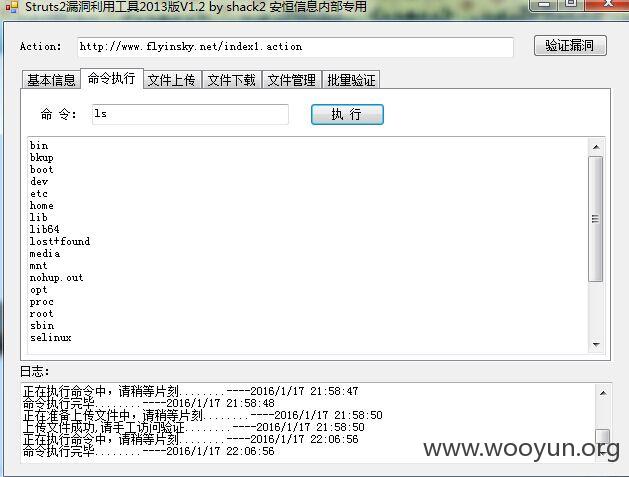 Struts2漏洞利用工具2013版V1.2 by shack2 安恒信息内部专用
Action: http://www.flyinsky.net/index1.action 验证漏洞
基本信息 命令执行 文件上传 文件下载 文件管理 批量验证
命 令: ls 执 行
bin
bkup
boot
dev
etc
home
lib
lib64
lost+found
media
mnt
nohup.out
opt
proc
root
sbin
selinux
日志:
正在执行命令中,请稍等片刻........----2016/1/17 21:58:47
命令执行完毕........----2016/1/17 21:58:48
正在准备上传文件中,请稍等片刻........----2016/1/17 21:58:50
上传文件成功,请手工访问验证........----2016/1/17 21:58:50
正在执行命令中,请稍等片刻........----2016/1/17 22:06:56
命令执行完毕........----2016/1/17 22:06:56
www.wooyun.org